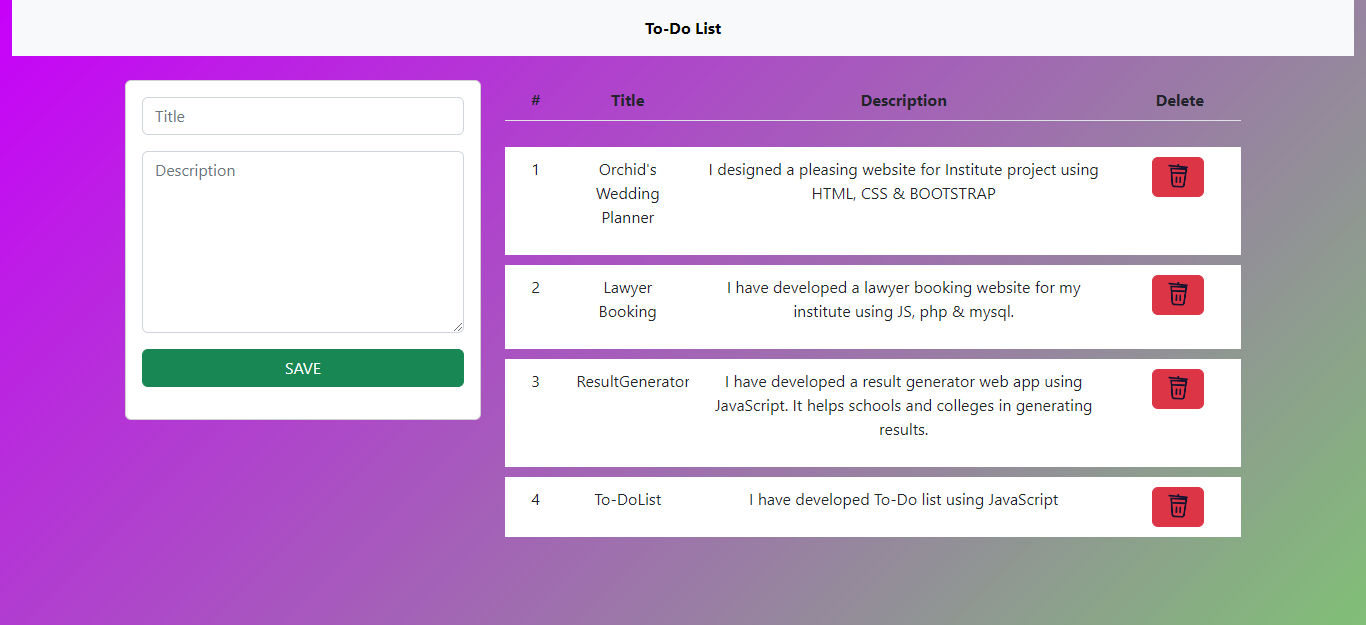 To-Do List
Title
Description
SAVE
# Title Description Delete
1 Orchid's I designed a pleasing website for Institute project using
Wedding HTML, CSS & BOOTSTRAP
Planner
2 Lawyer I have developed a lawyer booking website for my
Booking institute using JS, php & mysql.
3 ResultGenerator I have developed a result generator web app using
JavaScript. It helps schools and colleges in generating
results.
4 To-DoList I have developed To-Do list using JavaScript